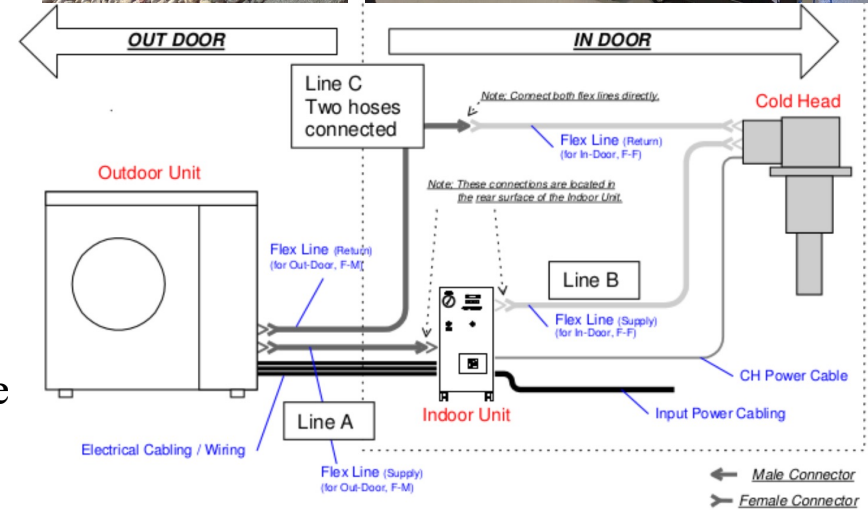 OUT DOOR
IN DOOR
Line C
Two hoses
connected
Note; Connect both flex lines directly.
Cold Head
Flex Line (Return)
(for In-Door, F-F)
Outdoor Unit
Note; These connections are located in
the rear surface of the Indoor Unit.
Flex Line (Return)
(for Out-Door, F-M)
Line B
Flex Line (Supply)
(for In-Door, F-F)
CH Power Cable
e
Indoor Unit
Input Power Cabling
Line A
Electrical Cabling / Wiring
Flex Line (Supply)
(for Out-Door, F-M)
Male Connector
Female Connector